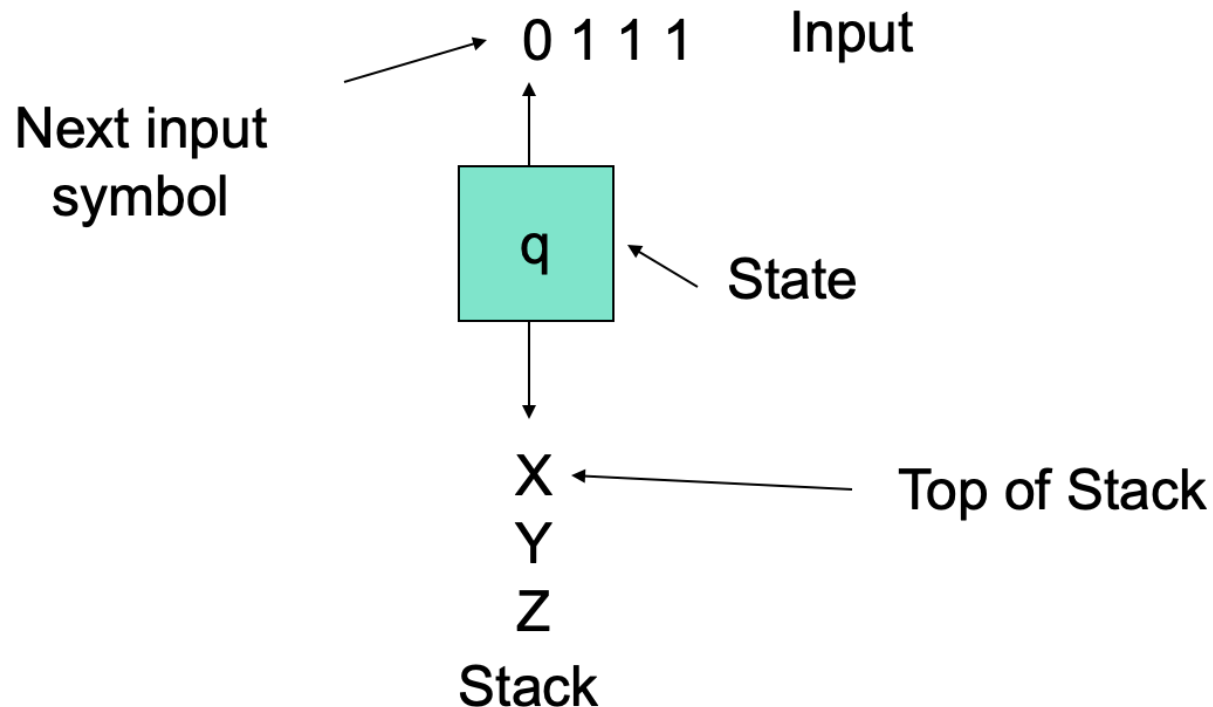 0 1 1 1
Input
Next input
symbol
q
State
X
Top of Stack
Y
Z
Stack